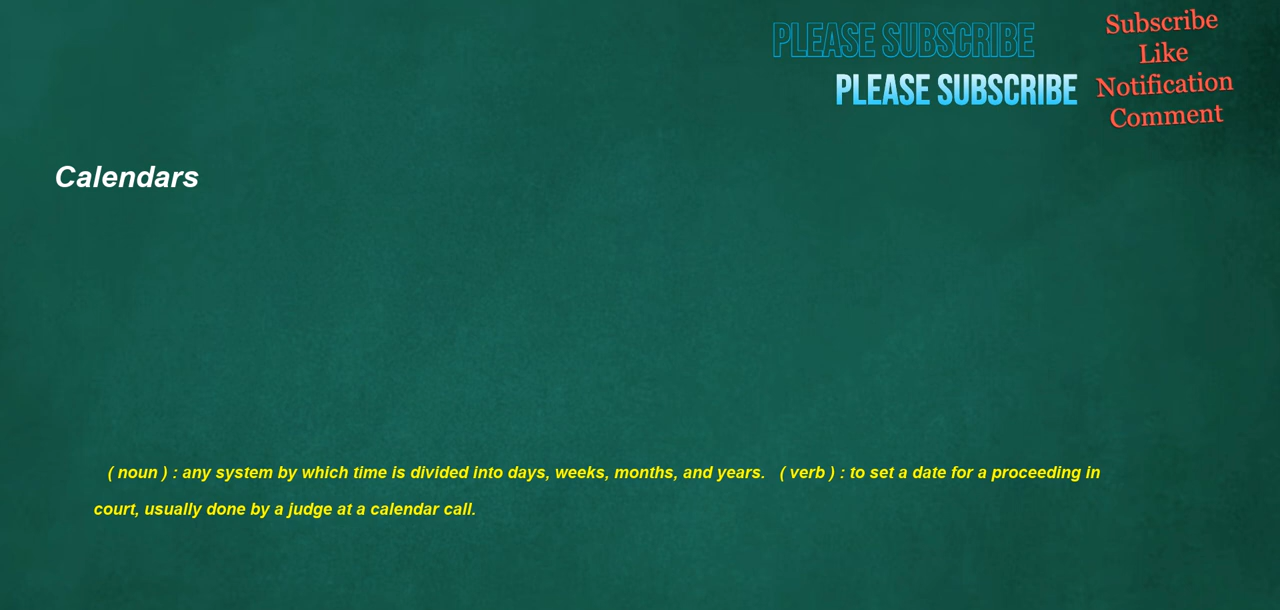 PLEASE SUBSCRIBE
PLEASE SUBSCRIBE
Subscribe
Like
Notification
Comment
Calendars
( noun ) : any system by which time is divided into days, weeks, months, and years. ( verb ) : to set a date for a proceeding in
court, usually done by a judge at a calendar call.